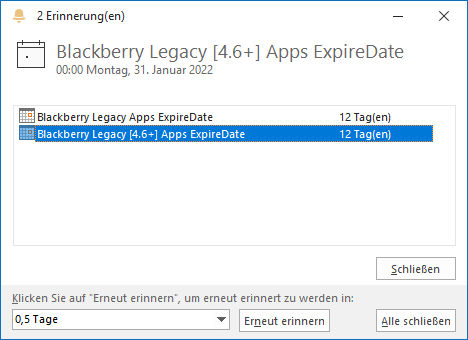 2 Erinnerung(en)
Blackberry Legacy [4.6+] Apps ExpireDate
00:00 Montag, 31. Januar 2022
Blackberry Legacy Apps ExpireDate 12 Tag(en)
Blackberry Legacy [4.6+] Apps ExpireDate 12 Tag(en)
Schließen
Klicken Sie auf "Erneut erinnern", um erneut erinnert zu werden in:
0,5 Tage Erneut erinnern Alle schließen